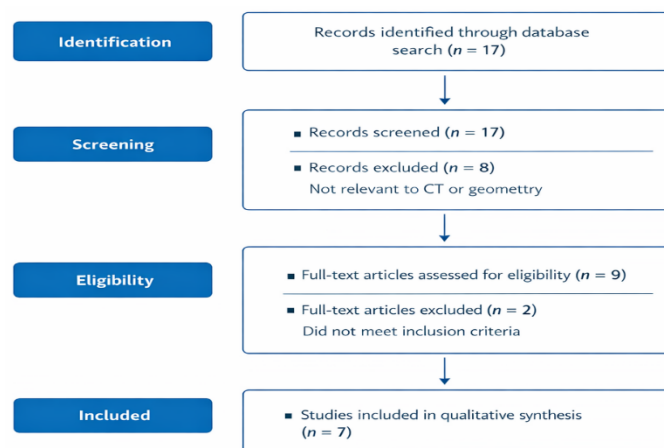 Identification
Records identified through database
search (n = 17)
Screening
▪ Records screened (n = 17)
▪ Records excluded (n = 8)
Not relevant to CT or geomettry
Eligibility
▪ Full-text articles assessed for eligibility (n = 9)
▪ Full-text articles excluded (n = 2)
Did not meet inclusion criteria
Included
▪ Studies included in qualitative synthesis
(n = 7)